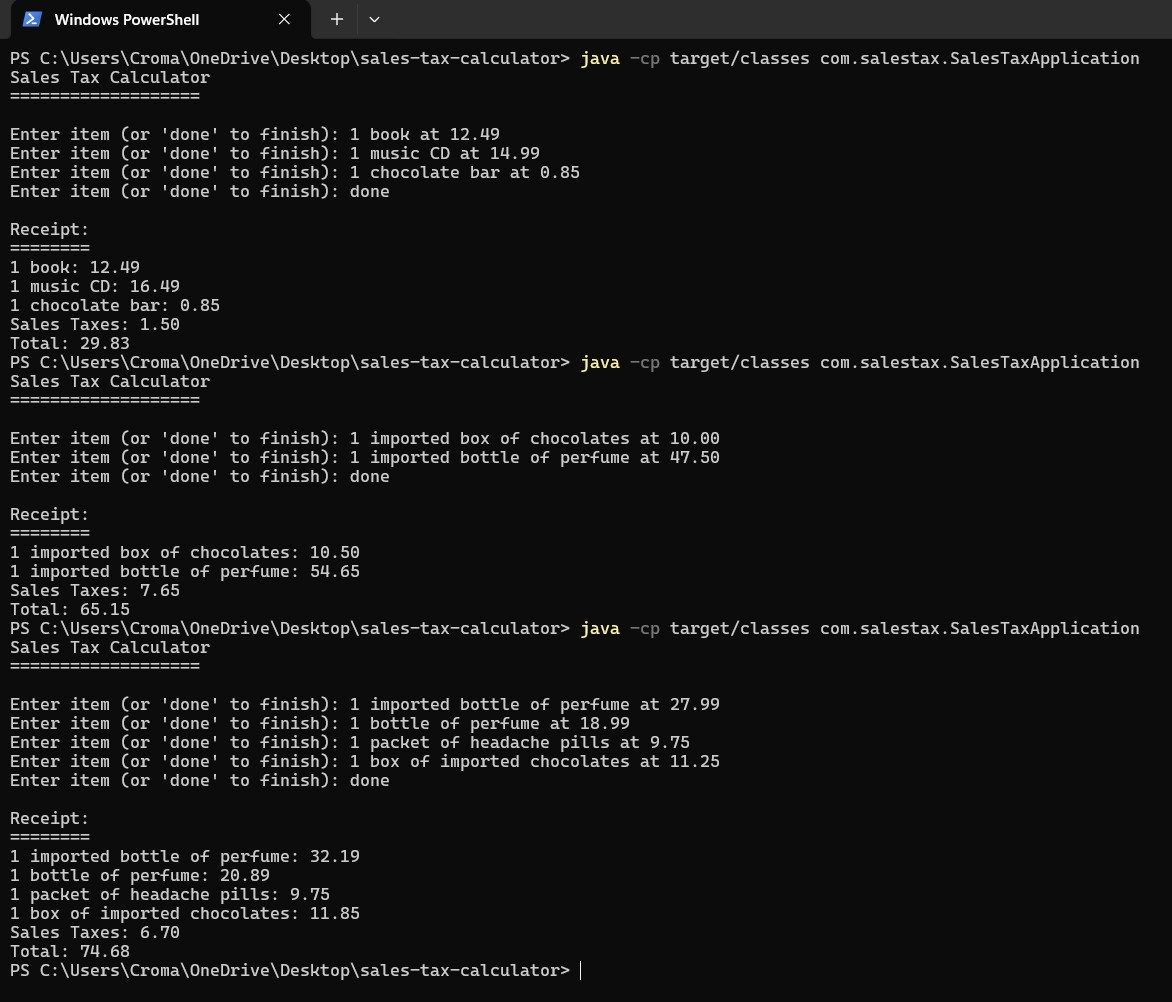 Windows PowerShell
PS C:\Users\Croma\OneDrive\Desktop\sales-tax-calculator> java -cp target/classes com.salestax.SalesTaxApplication
Sales Tax Calculator
===================
Enter item (or 'done' to finish): 1 book at 12.49
Enter item (or 'done' to finish): 1 music CD at 14.99
Enter item (or 'done' to finish): 1 chocolate bar at 0.85
Enter item (or 'done' to finish): done
Receipt:
========
1 book: 12.49
1 music CD: 16.49
1 chocolate bar: 0.85
Sales Taxes: 1.50
Total: 29.83
PS C:\Users\Croma\OneDrive\Desktop\sales-tax-calculator> java -cp target/classes com.salestax.SalesTaxApplication
Sales Tax Calculator
===================
Enter item (or 'done' to finish): 1 imported box of chocolates at 10.00
Enter item (or 'done' to finish): 1 imported bottle of perfume at 47.50
Enter item (or 'done' to finish): done
Receipt:
========
1 imported box of chocolates: 10.50
1 imported bottle of perfume: 54.65
Sales Taxes: 7.65
Total: 65.15
PS C:\Users\Croma\OneDrive\Desktop\sales-tax-calculator> java -cp target/classes com.salestax.SalesTaxApplication
Sales Tax Calculator
===================
Enter item (or 'done' to finish): 1 imported bottle of perfume at 27.99
Enter item (or 'done' to finish): 1 bottle of perfume at 18.99
Enter item (or 'done' to finish): 1 packet of headache pills at 9.75
Enter item (or 'done' to finish): 1 box of imported chocolates at 11.25
Enter item (or 'done' to finish): done
Receipt:
========
1 imported bottle of perfume: 32.19
1 bottle of perfume: 20.89
1 packet of headache pills: 9.75
1 box of imported chocolates: 11.85
Sales Taxes: 6.70
Total: 74.68
PS C:\Users\Croma\OneDrive\Desktop\sales-tax-calculator>